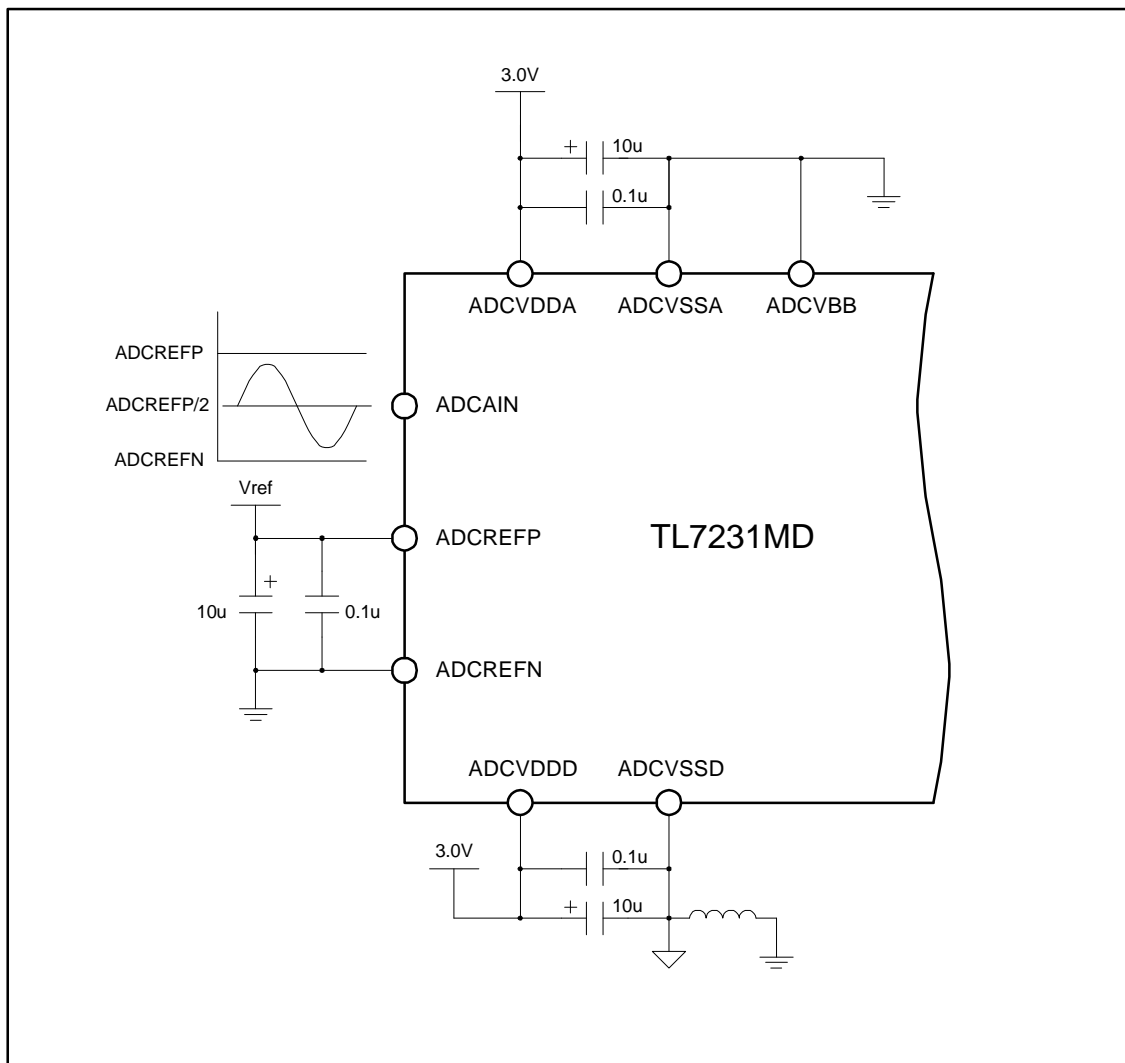 3.0V
+
10u
0.1u
ADCVDDA
ADCVSSA
ADCVBB
ADCREFP
ADCREFP/2
ADCREFN
ADCAIN
Vref
ADCREFP
TL7231MD
+
10u
0.1u
ADCREFN
ADCVDDD
ADCVSSD
3.0V
0.1u
+
10u